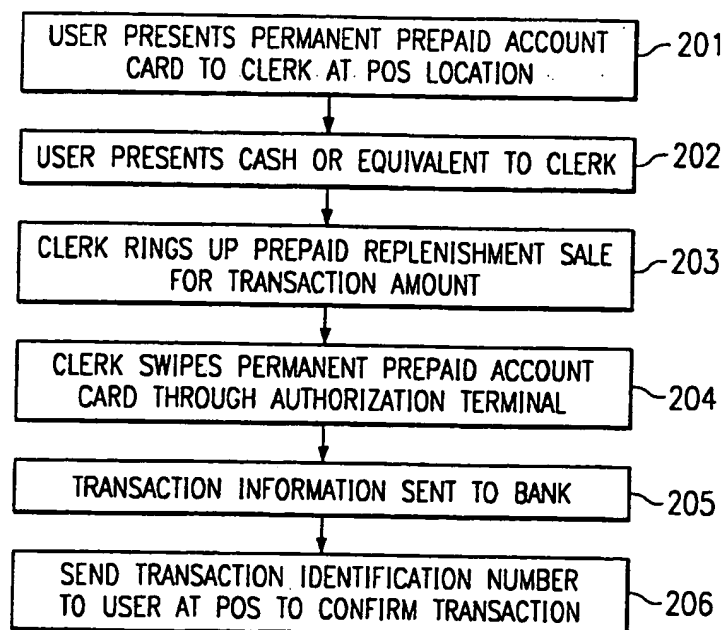 USER PRESENTS PERMANENT PREPAID ACCOUNT
CARD TO CLERK AT POS LOCATION
201
USER PRESENTS CASH OR EQUIVALENT TO CLERK
202
CLERK RINGS UP PREPAID REPLENISHMENT SALE
FOR TRANSACTION AMOUNT
203
CLERK SWIPES PERMANENT PREPAID ACCOUNT
CARD THROUGH AUTHORIZATION TERMINAL
204
TRANSACTION INFORMATION SENT TO BANK
205
SEND TRANSACTION IDENTIFICATION NUMBER
TO USER AT POS TO CONFIRM TRANSACTION
206